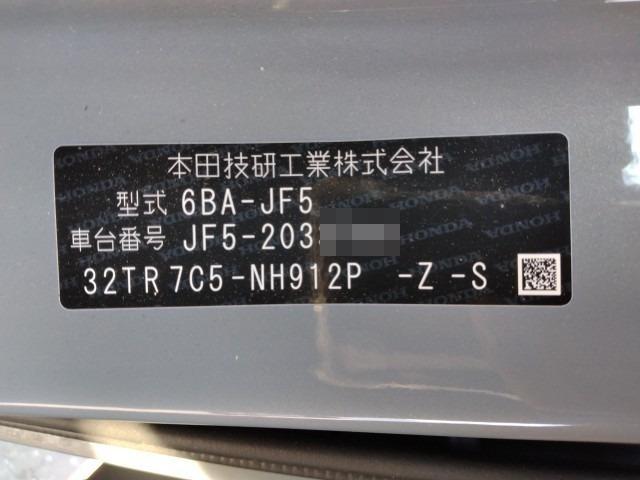 本田技研工業株式会社
型式 6BA-JF5
車台番号 JF5-203
32TR 7C5-NH912P -Z -S